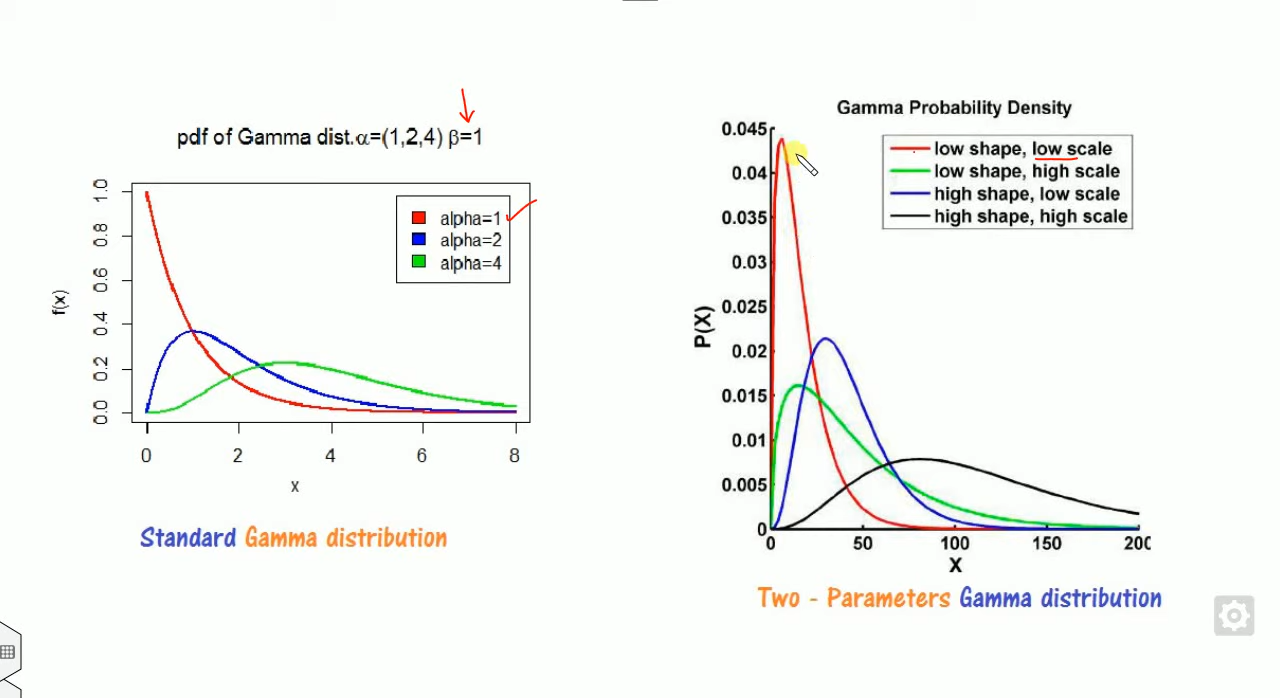 pdf of Gamma dist.α=(1,2,4) β=1
1.0
0.8
0.6
0.4
0.2
0.0
f(x)
alpha=1
alpha=2
alpha=4
0 2 4 6 8
x
Standard Gamma distribution
Gamma Probability Density
0.045
0.04
0.035
0.03
0.025
0.02
0.015
0.01
0.005
0
P(X)
low shape, low scale
low shape, high scale
high shape, low scale
high shape, high scale
0 50 100 150 200
X
Two - Parameters Gamma distribution